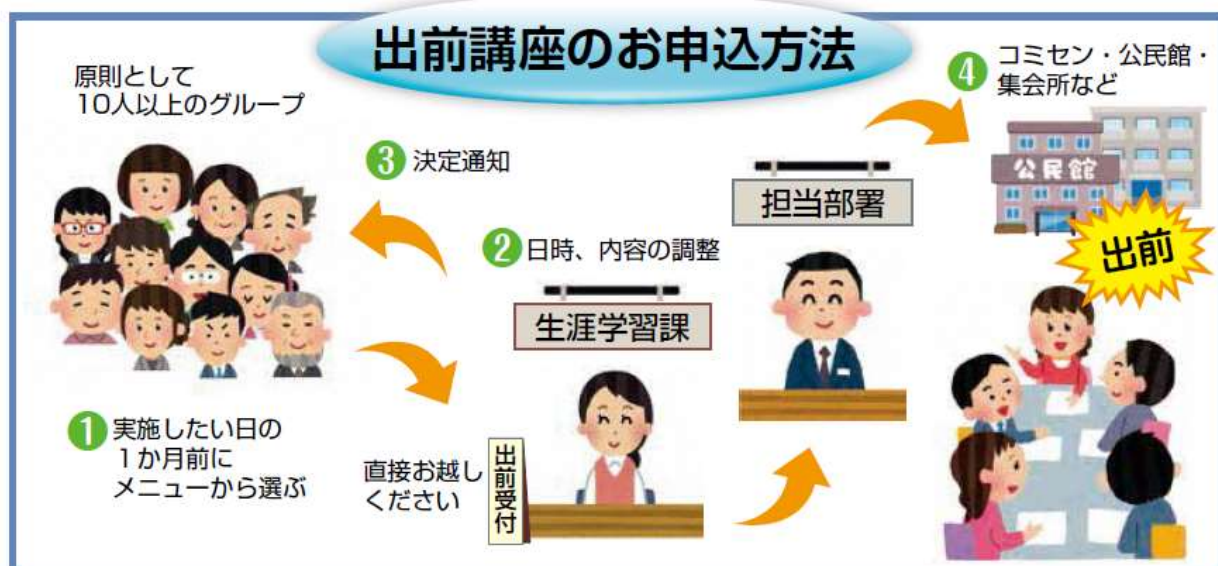 出前講座のお申込方法
原則として
10人以上のグループ
❶実施したい日の
1か月前に
メニューから選ぶ
直接お越し
ください
出前受付
❷日時、内容の調整
生涯学習課
❸決定通知
担当部署
❹コミセン・公民館・
集会所など
公民館
出前